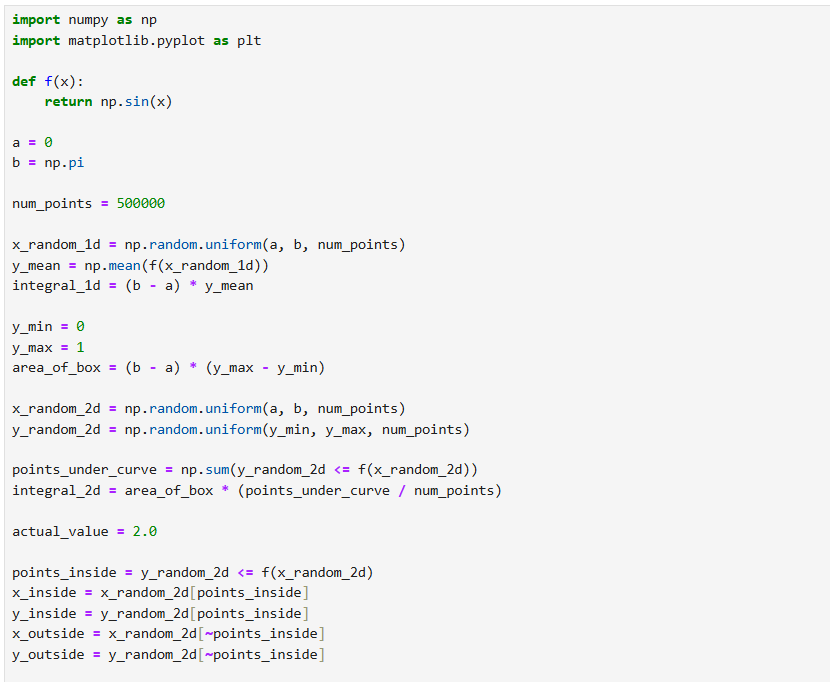 import numpy as np
import matplotlib.pyplot as plt
def f(x):
    return np.sin(x)
a = 0
b = np.pi
num_points = 500000
x_random_1d = np.random.uniform(a, b, num_points)
y_mean = np.mean(f(x_random_1d))
integral_1d = (b - a) * y_mean
y_min = 0
y_max = 1
area_of_box = (b - a) * (y_max - y_min)
x_random_2d = np.random.uniform(a, b, num_points)
y_random_2d = np.random.uniform(y_min, y_max, num_points)
points_under_curve = np.sum(y_random_2d <= f(x_random_2d))
integral_2d = area_of_box * (points_under_curve / num_points)
actual_value = 2.0
points_inside = y_random_2d <= f(x_random_2d)
x_inside = x_random_2d[points_inside]
y_inside = y_random_2d[points_inside]
x_outside = x_random_2d[~points_inside]
y_outside = y_random_2d[~points_inside]